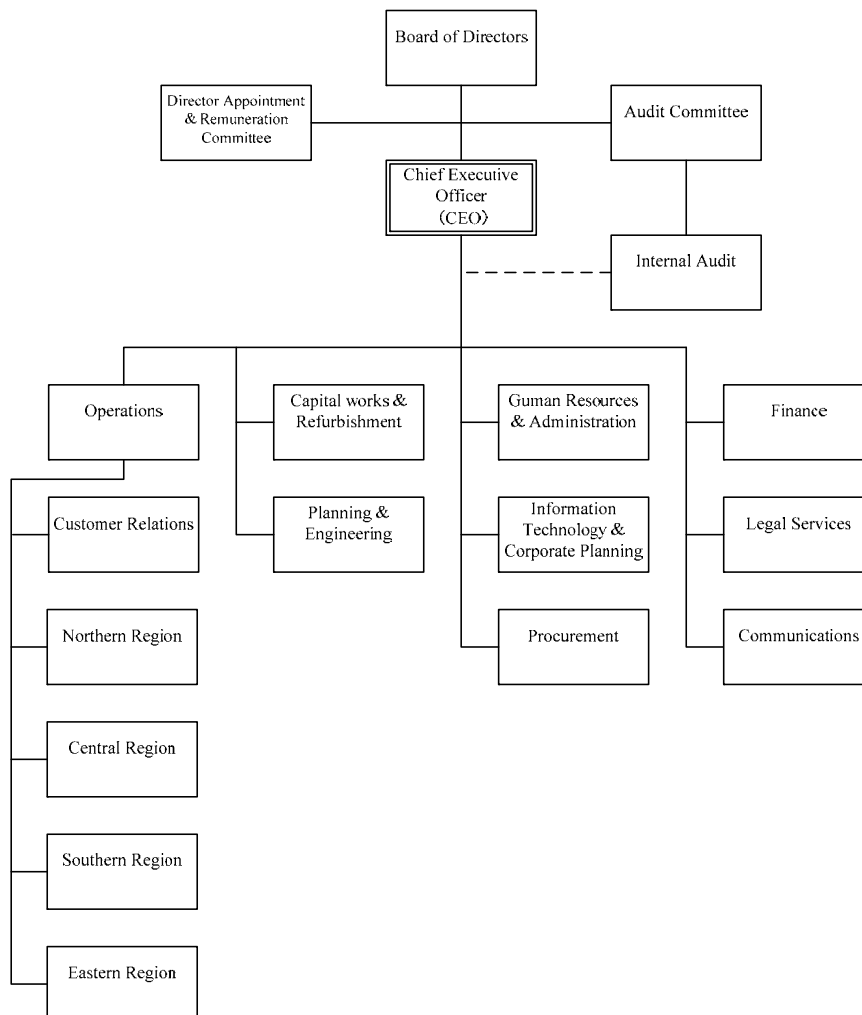 Board of Directors
Director Appointment
& Remuneration
Committee
Audit Committee
Chief Executive
Officer
(CEO)
Internal Audit
Operations
Capital works &
Refurbishment
Guman Resources
& Administration
Finance
Customer Relations
Planning &
Engineering
Information
Technology &
Corporate Planning
Legal Services
Northern Region
Procurement
Communications
Central Region
Southern Region
Eastern Region